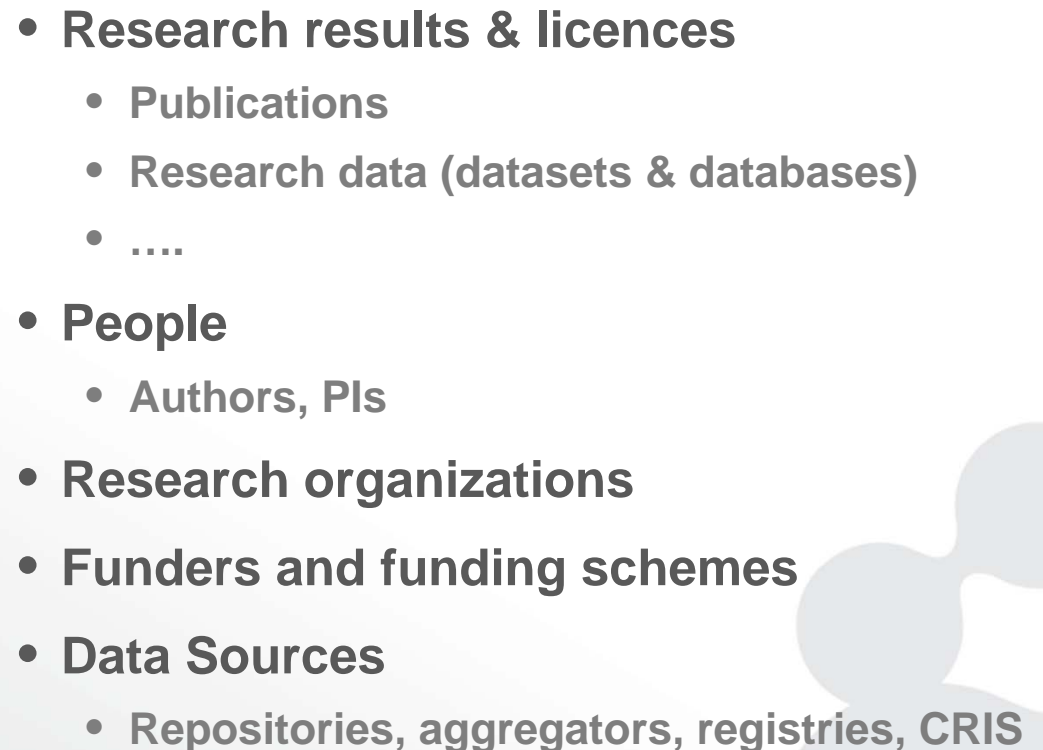 • Research results & licences
• Publications
• Research data (datasets & databases)
• ....
• People
• Authors, PIs
• Research organizations
• Funders and funding schemes
• Data Sources
• Repositories, aggregators, registries, CRIS